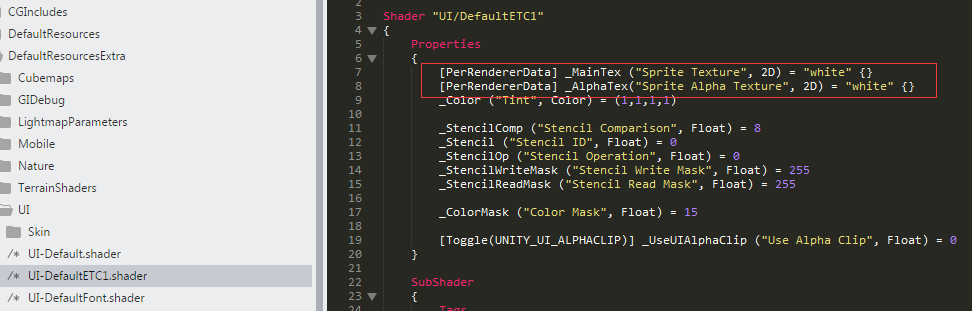 CGIncludes
DefaultResources
DefaultResourcesExtra
Cubemaps
GIDebug
LightmapParameters
Mobile
Nature
TerrainShaders
UI
Skin
/* UI-Default.shader
/* UI-DefaultETC1.shader
/* UI-DefaultFont.shader
2
3 Shader "UI/DefaultETC1"
4 {
5 Properties
6 {
7 [PerRendererData] _MainTex ("Sprite Texture", 2D) = "white" {}
8 [PerRendererData] _AlphaTex("Sprite Alpha Texture", 2D) = "white" {}
9 _Color ("Tint", Color) = (1,1,1,1)
10
11 _StencilComp ("Stencil Comparison", Float) = 8
12 _Stencil ("Stencil ID", Float) = 0
13 _StencilOp ("Stencil Operation", Float) = 0
14 _StencilWriteMask ("Stencil Write Mask", Float) = 255
15 _StencilReadMask ("Stencil Read Mask", Float) = 255
16
17 _ColorMask ("Color Mask", Float) = 15
18
19 [Toggle(UNITY_UI_ALPHACLIP)] _UseUIAlphaClip ("Use Alpha Clip", Float) = 0
20 }
21
22 SubShader
23 {
24 Tags